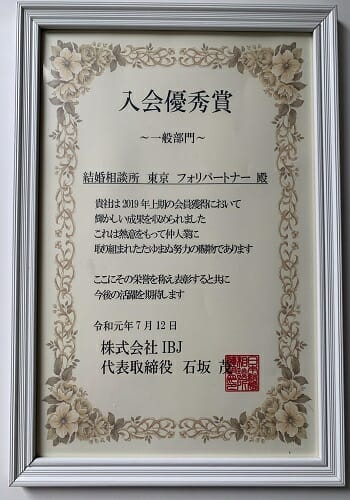 入会優秀賞
～一般部門～
結婚相談所 東京 フォリパートナー 殿
貴社は2019年上期の会員獲得において
輝かしい成果を収められました
これは熱意をもって仲人業に
取り組まれたたゆまぬ努力の賜物であります
ここにその栄誉を称え表彰すると共に
今後の活躍を期待します
令和元年7月12日
株式会社IBJ
代表取締役 石坂 茂